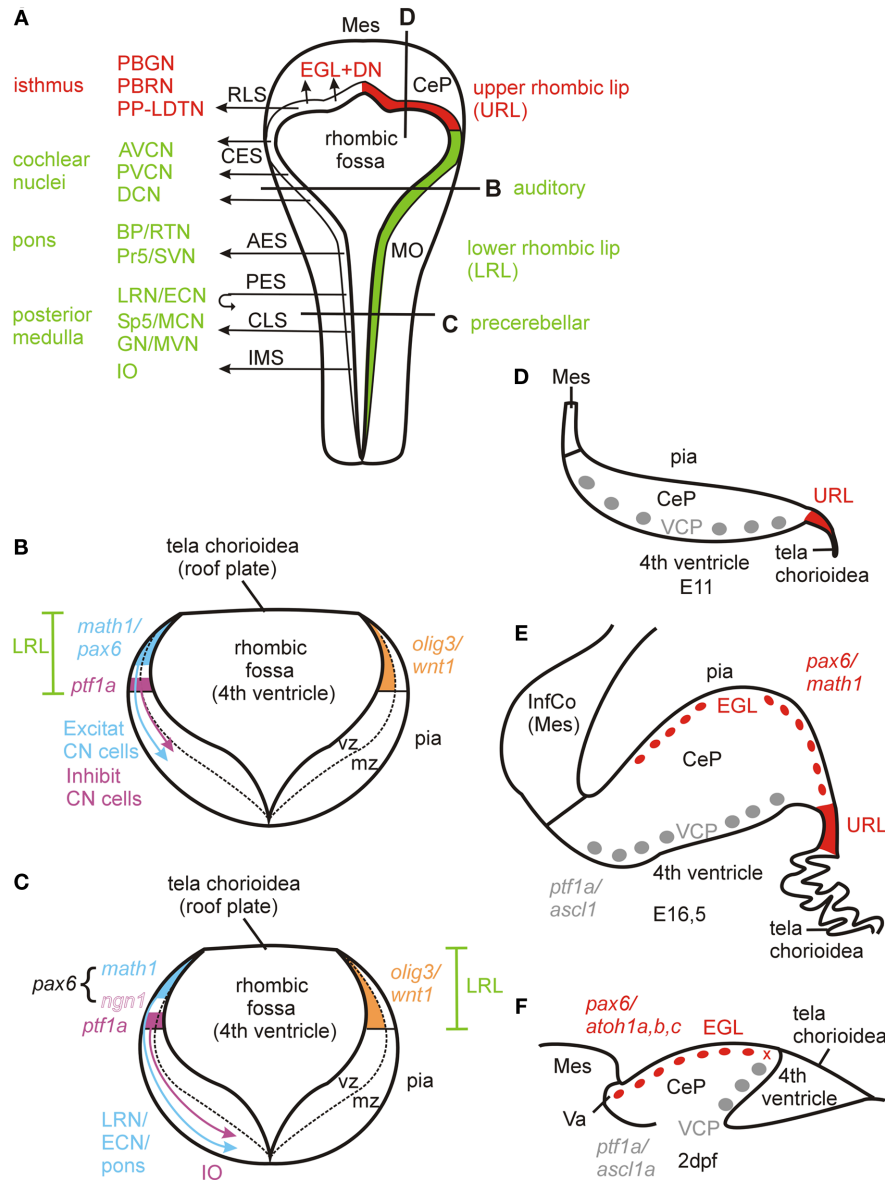 A
Mes
D
isthmus
PBGN
PBRN
PP-LDTN
RLS
EGL+DN
CeP
upper rhombic lip
(URL)
rhombic
fossa
cochlear
nuclei
AVCN
PVCN
DCN
CES
B
auditory
pons
BP/RTN
Pr5/SVN
AES
MO
lower rhombic lip
(LRL)
posterior
medulla
LRN/ECN
Sp5/MCN
GN/MVN
IO
PES
CLS
IMS
C
precerebellar
D
Mes
pia
CeP
VCP
URL
4th ventricle
E11
tela
chorioidea
B
tela chorioidea
(roof plate)
LRL
math1/
pax6
ptf1a
rhombic
fossa
(4th ventricle)
olig3/
wnt1
Excitat
CN cells
Inhibit
CN cells
vz
mz
pia
E
InfCo
(Mes)
pia
pax6/
math1
EGL
CeP
VCP
URL
4th ventricle
ptf1a/
ascl1
E16,5
tela
chorioidea
C
tela chorioidea
(roof plate)
pax6
math1
ngn1
ptf1a
rhombic
fossa
(4th ventricle)
olig3/
wnt1
LRL
vz
mz
pia
LRN/
ECN/
pons
IO
F
pax6/
atoh1a,b,c
EGL
tela
chorioidea
Mes
x
CeP
4th
ventricle
Va
VCP
ptf1a/
ascl1a
2dpf